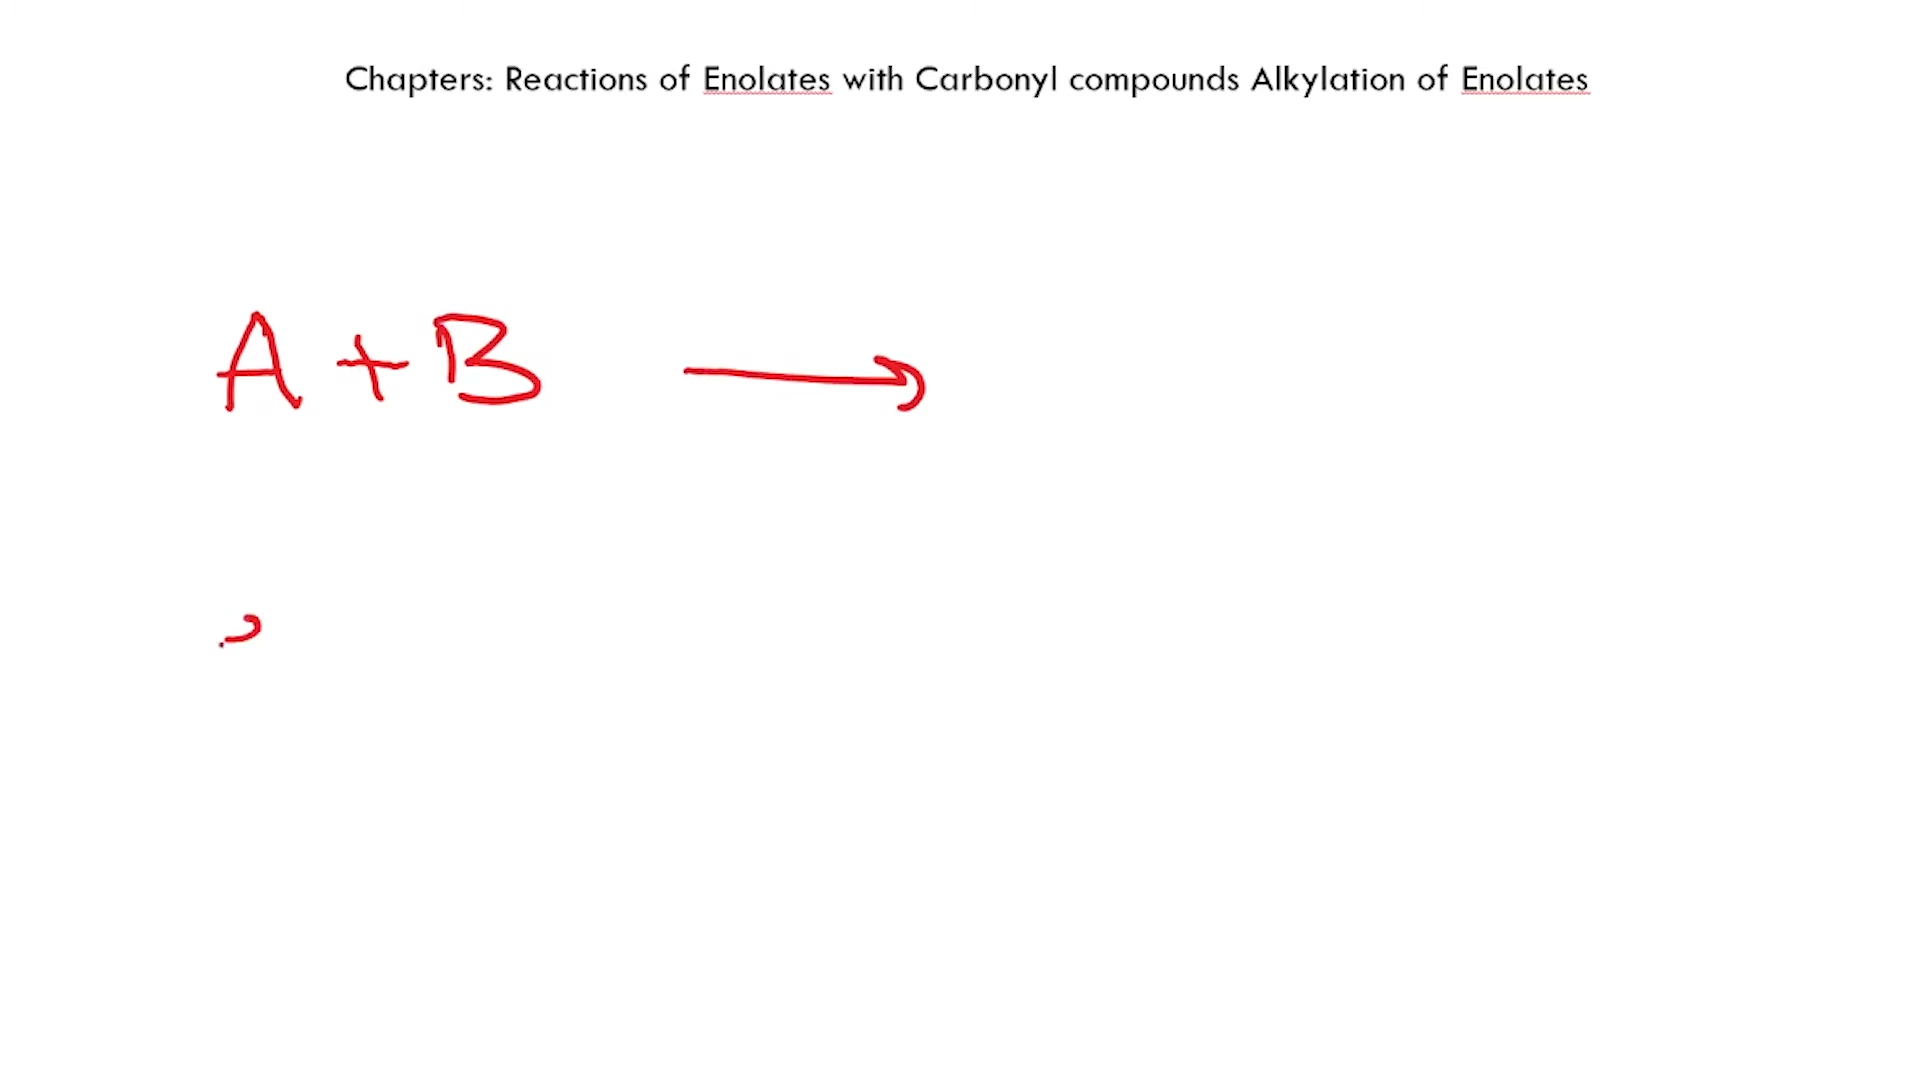 Chapters: Reactions of Enolates with Carbonyl compounds Alkylation of Enolates
A + B →